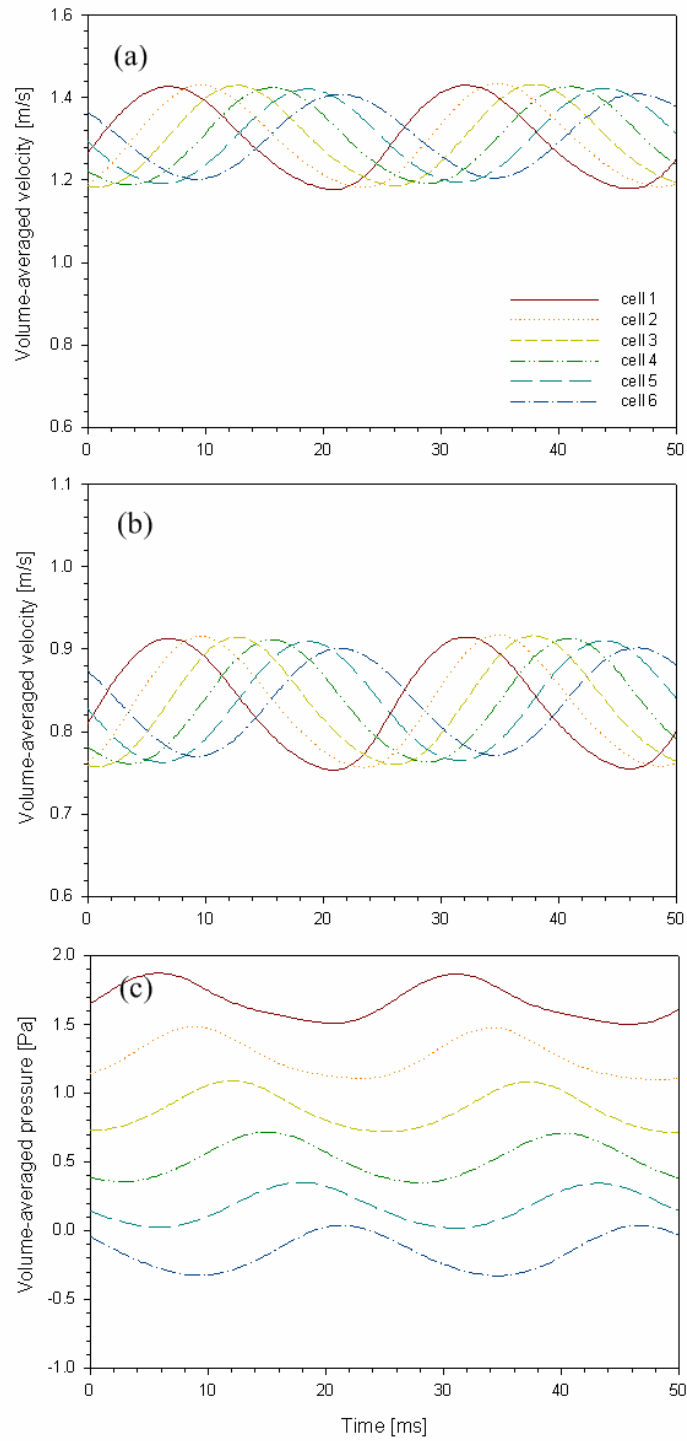 1.6
(a)
1.4
1.2
1.0
0.8
0.6
Volume-averaged velocity [m/s]
cell 1
cell 2
cell 3
cell 4
cell 5
cell 6
0 10 20 30 40 50
1.1
(b)
1.0
0.9
0.8
0.7
0.6
Volume-averaged velocity [m/s]
0 10 20 30 40 50
2.0
(c)
1.5
1.0
0.5
0.0
-0.5
-1.0
Volume-averaged pressure [Pa]
0 10 20 30 40 50
Time [ms]